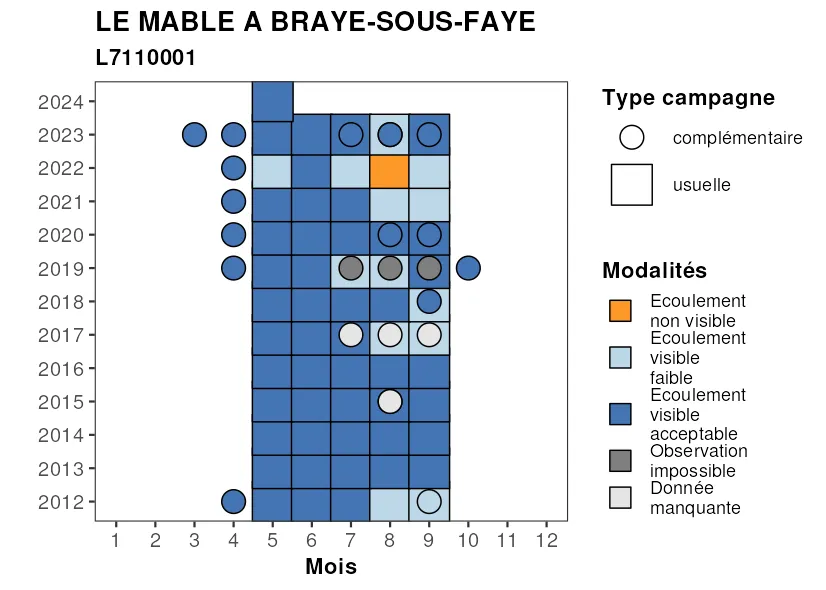 LE MABLE A BRAYE-SOUS-FAYE
L7110001
2024
2023
2022
2021
2020
2019
2018
2017
2016
2015
2014
2013
2012
1 2 3 4 5 6 7 8 9 10 11 12
Mois
Type campagne
complémentaire
usuelle
Modalités
Ecoulement
non visible
Ecoulement
visible
faible
Ecoulement
visible
acceptable
Observation
impossible
Donnée
manquante